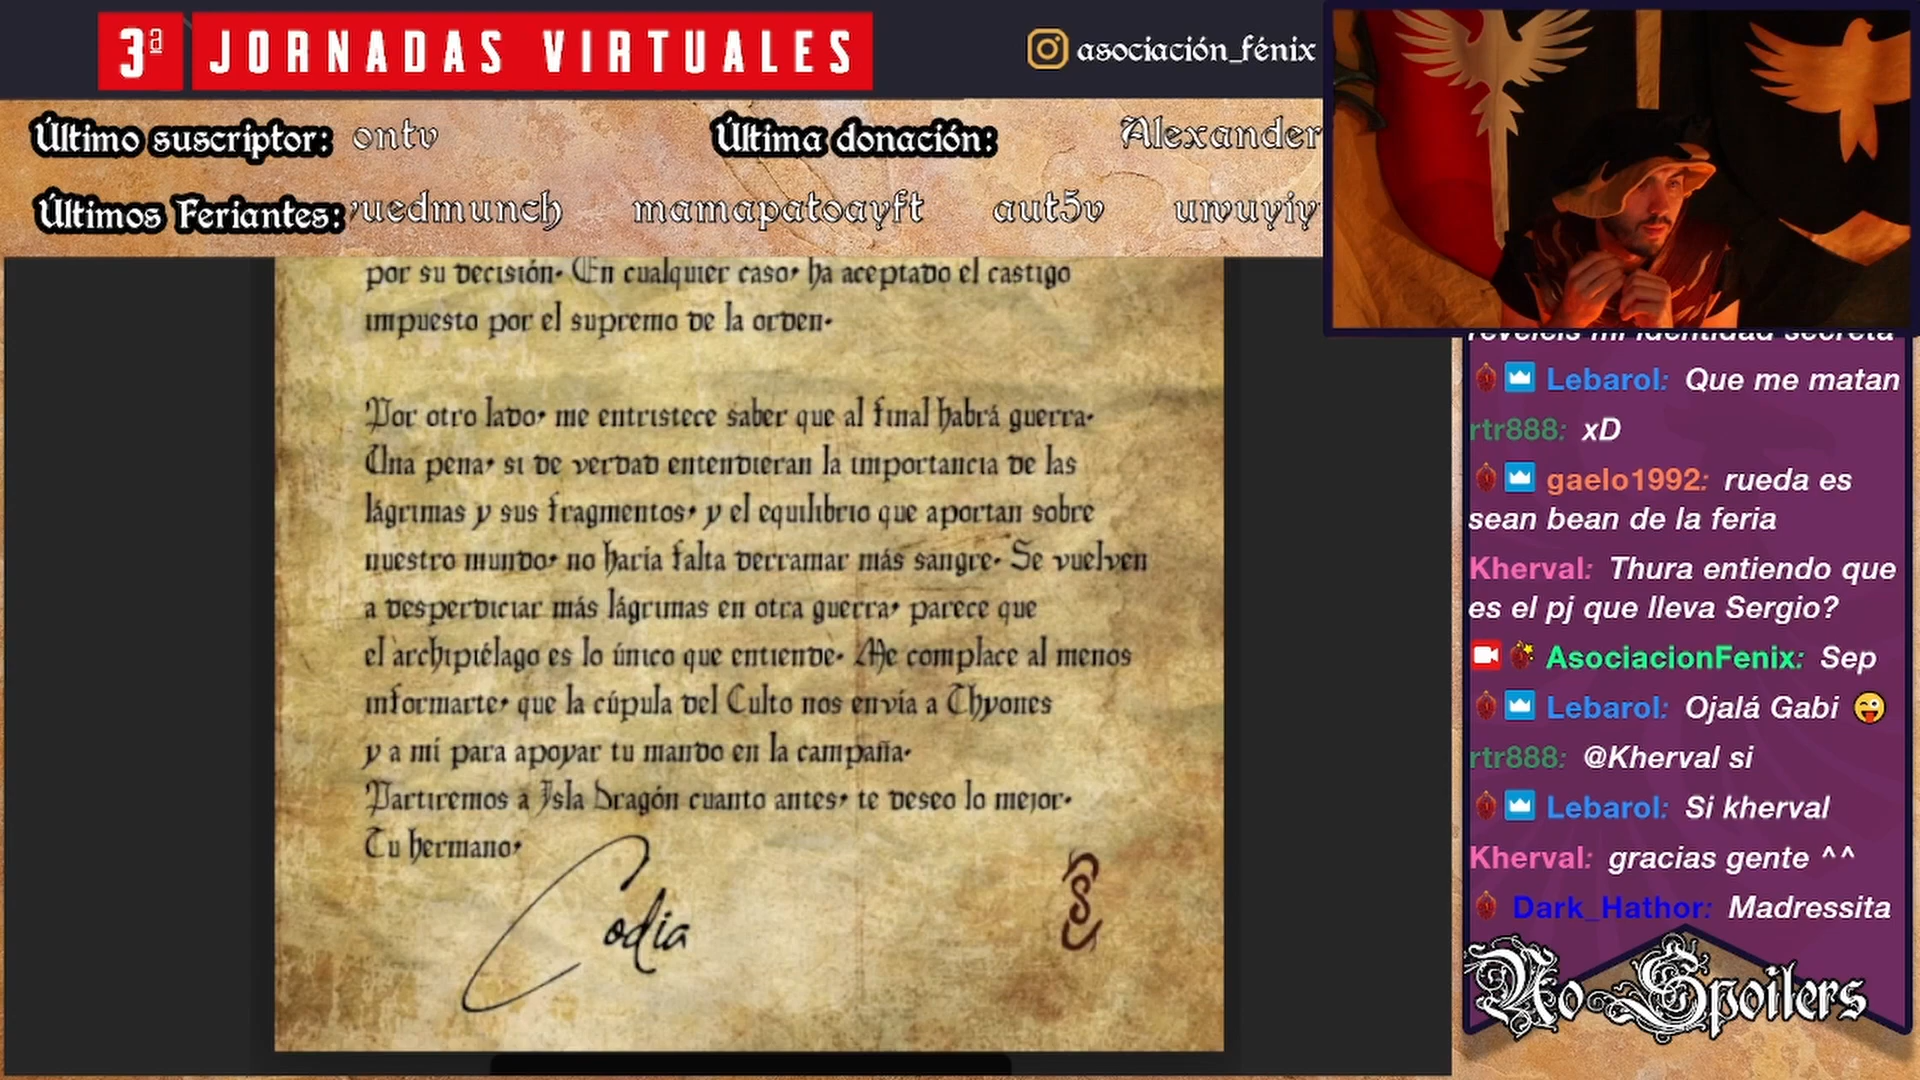 3ª JORNADAS VIRTUALES
asociación_fénix
Último suscriptor: ontv
Última donación: Alexander
Últimos Feriantes: uedmunch mamapatoayft aut5v
por su decisión. En cualquier caso, ha aceptado el castigo
impuesto por el supremo de la orden.
Por otro lado, me entristece saber que al final habrá guerra.
Una pena, si de verdad entendieran la importancia de las
lágrimas y sus fragmentos, y el equilibrio que aportan sobre
nuestro mundo, no haría falta derramar más sangre. Se vuelven
a desperdiciar más lágrimas en otra guerra, parece que
el archipiélago es lo único que entiende. Me complace al menos
informarte, que la cúpula del Culto nos envía a Thyones
y a mí para apoyar tu mando en la campaña.
Partiremos a Isla Dragón cuanto antes, te deseo lo mejor.
Tu hermano,
Codia
reveléis mi identidad secreta
Lebarol: Que me matan
rtr888: xD
gaelo1992: rueda es
sean bean de la feria
Kherval: Thura entiendo que
es el pj que lleva Sergio?
AsociacionFenix: Sep
Lebarol: Ojalá Gabi
rtr888: @Kherval si
Lebarol: Si kherval
Kherval: gracias gente ^^
Dark_Hathor: Madressita
No Spoilers